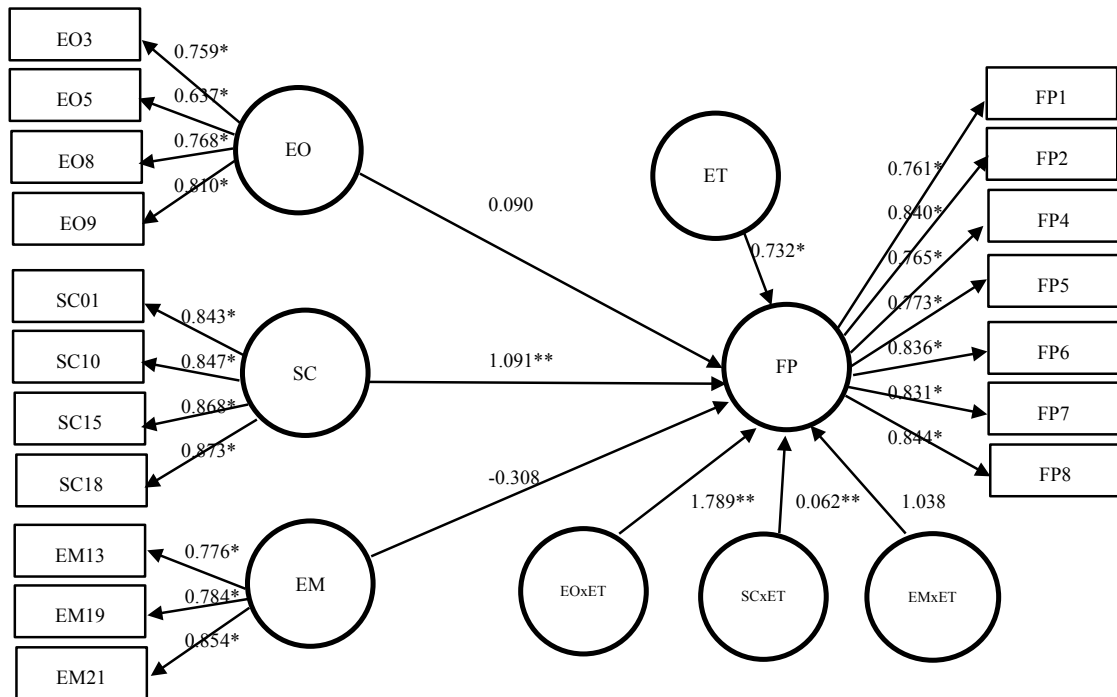 EO3
EO5
EO8
EO9
0.759*
0.637*
0.768*
0.810*
EO
0.090
SC01
SC10
SC15
SC18
0.843*
0.847*
0.868*
0.873*
SC
1.091**
EM13
EM19
EM21
0.776*
0.784*
0.854*
EM
-0.308
ET
0.732*
FP
EOxET
1.789**
SCxET
0.062**
EMxET
1.038
0.761*
0.840*
0.765*
0.773*
0.836*
0.831*
0.844*
FP1
FP2
FP4
FP5
FP6
FP7
FP8